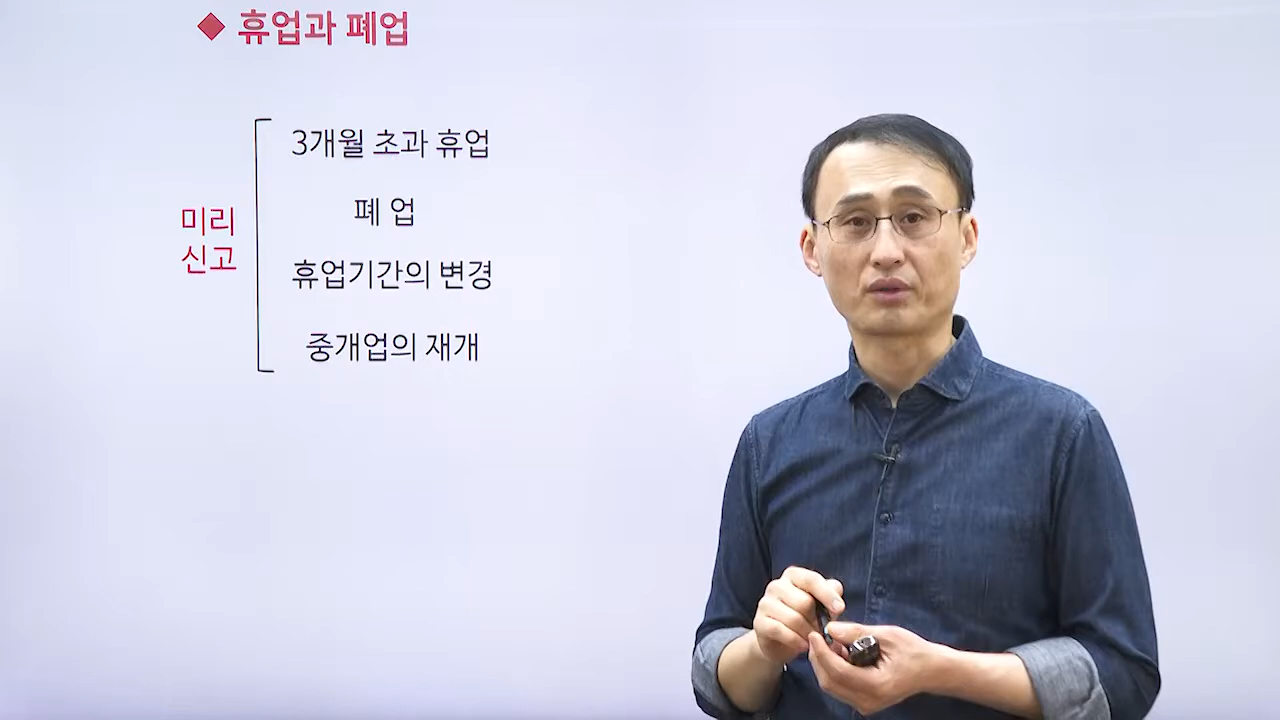 ◆ 휴업과 폐업
3개월 초과 휴업
폐 업
미리
신고
휴업기간의 변경
중개업의 재개